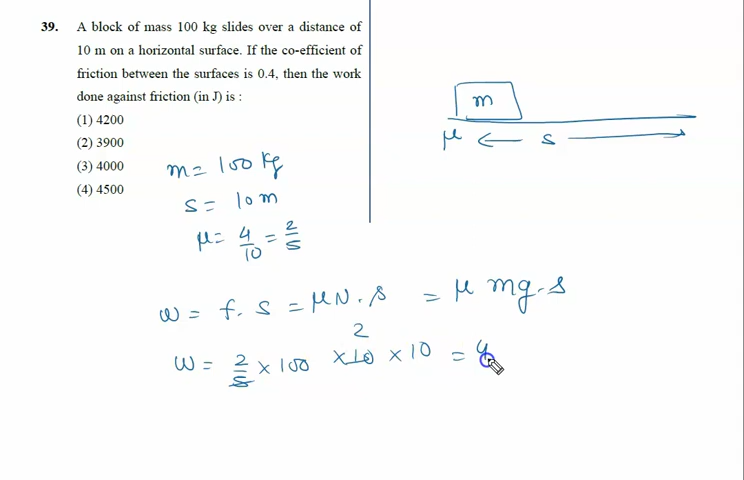 39. A block of mass 100 kg slides over a distance of
10 m on a horizontal surface. If the co-efficient of
friction between the surfaces is 0.4, then the work
done against friction (in J) is :
(1) 4200
(2) 3900
(3) 4000
(4) 4500
m
μ ← s →
m = 100 kg
s = 10 m
μ = 4/10 = 2/5
w = f. s = μN . s = μ mg . s
2
w = 2/5 × 100 × 10 × 10 = 4